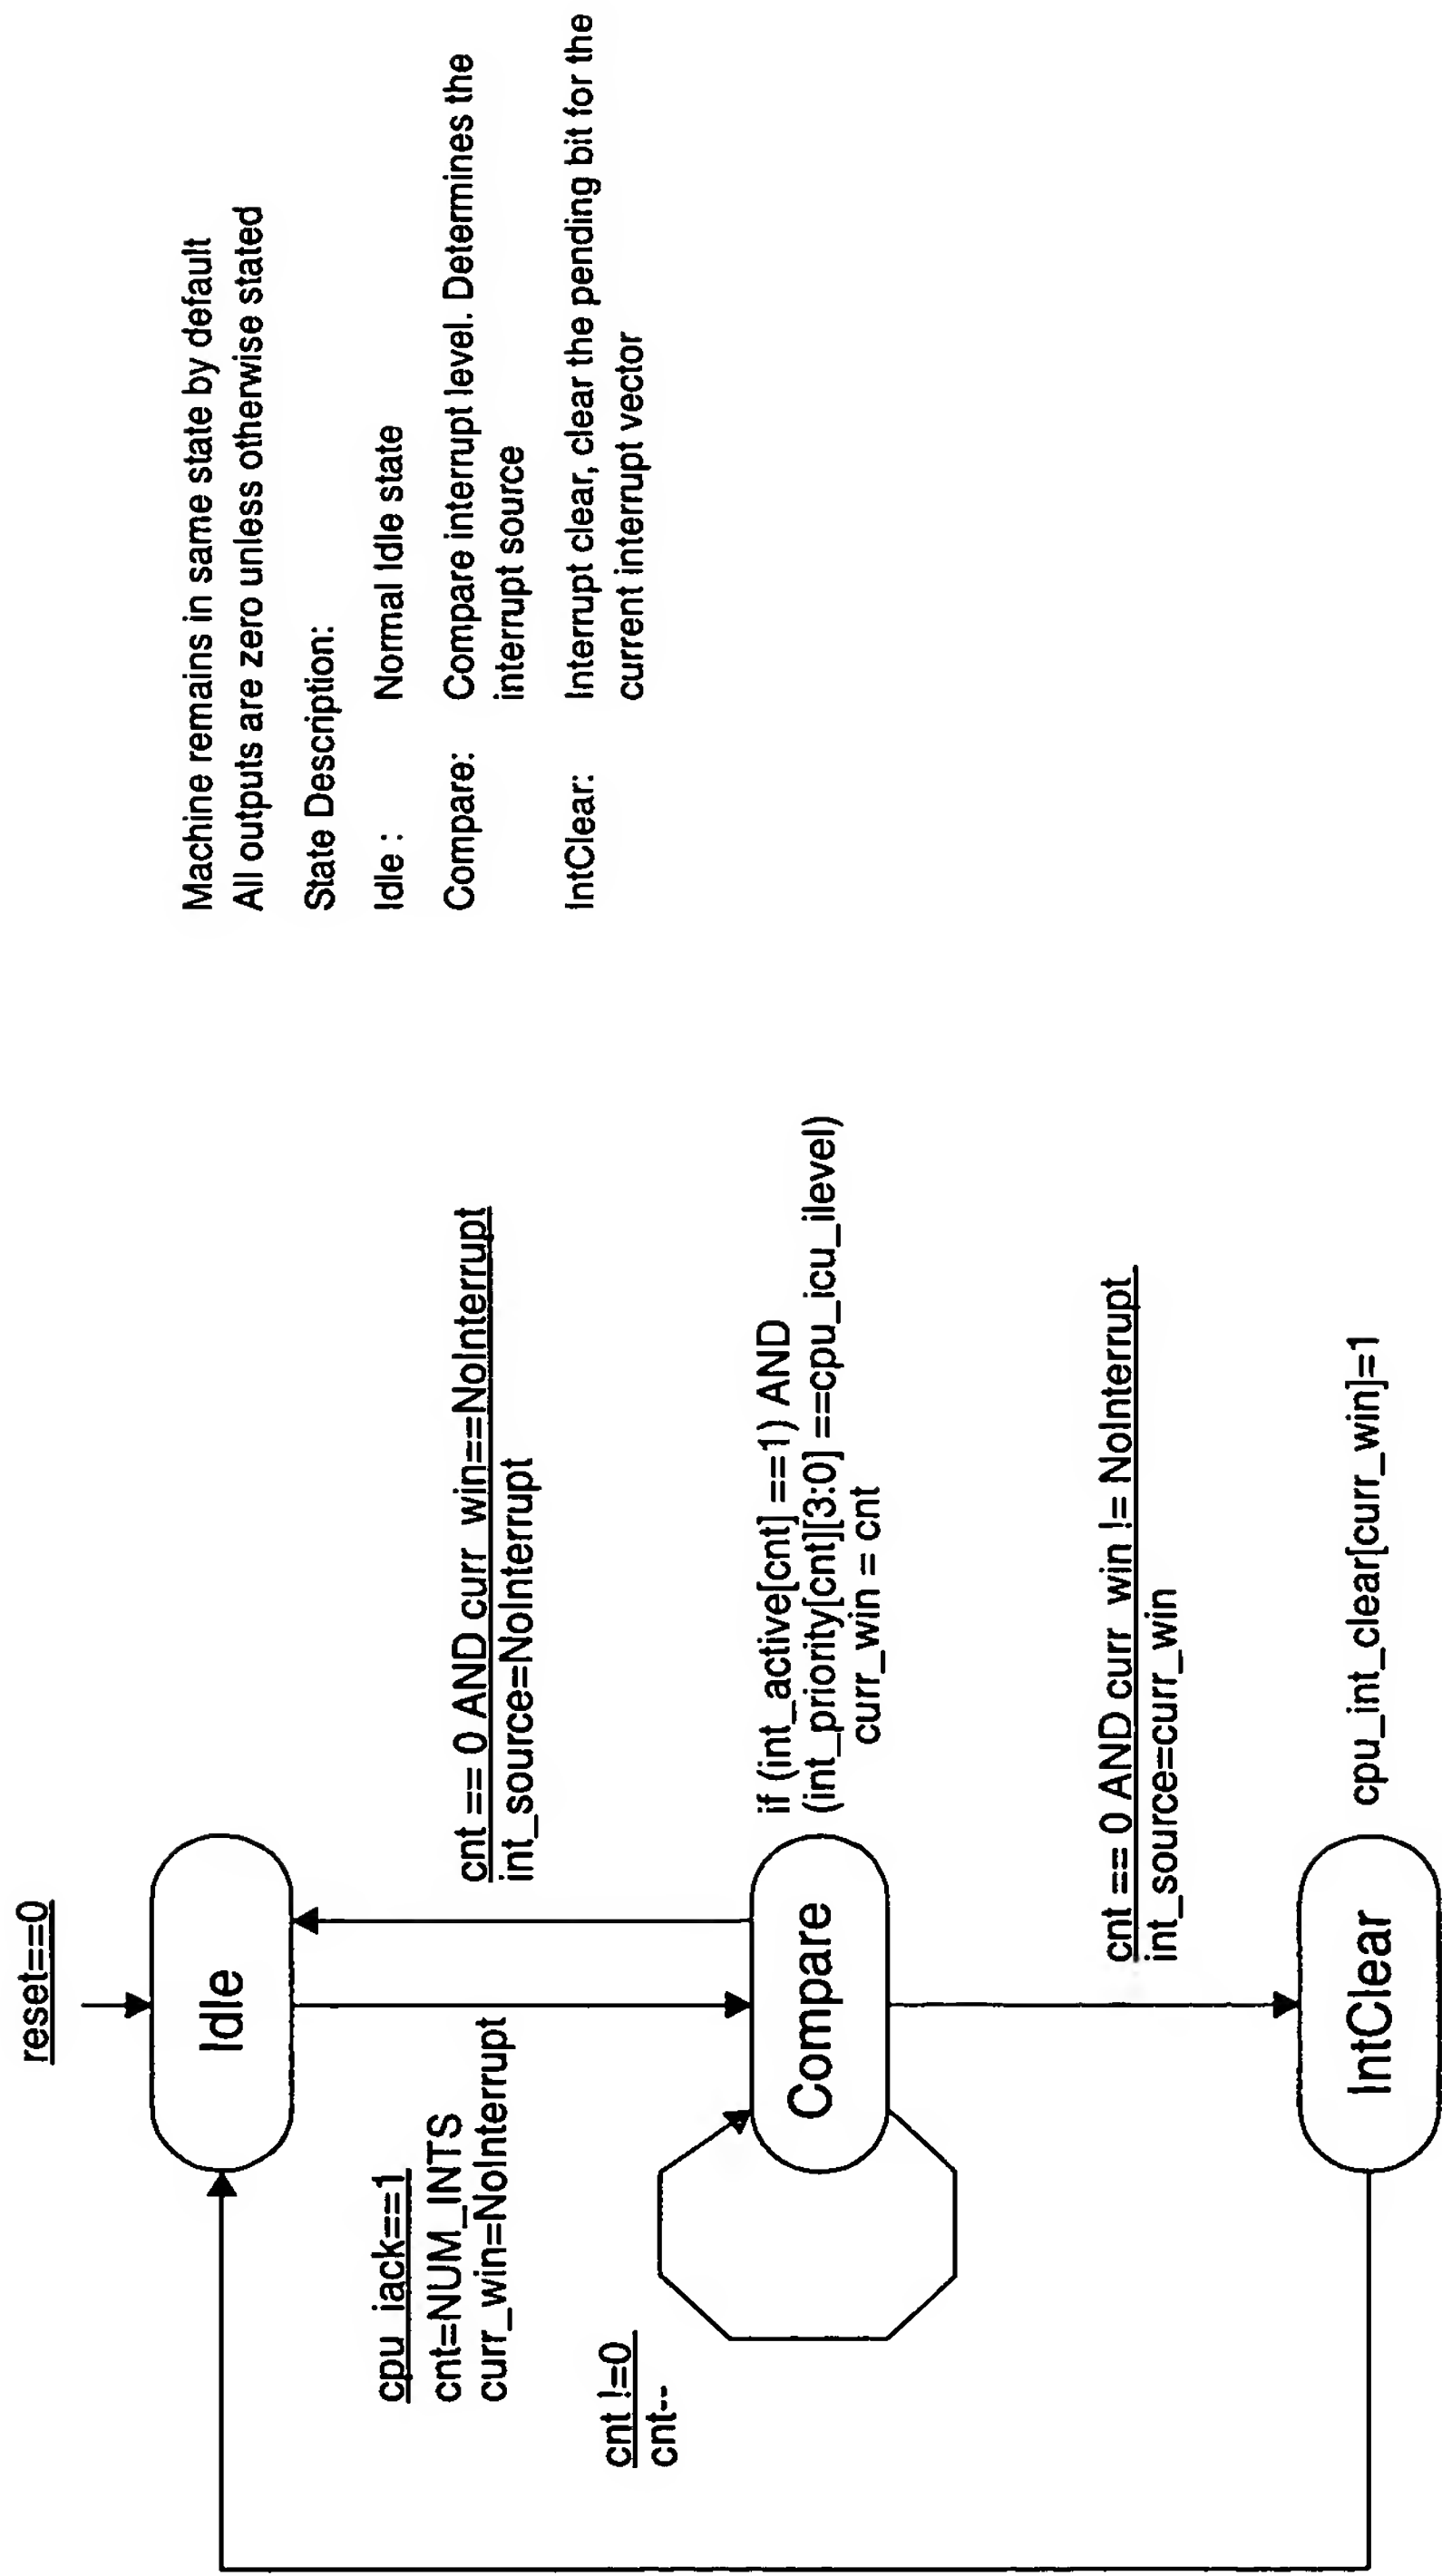 reset==0
Idle
cpu_iack==1
cnt=NUM_INTS
curr_win=NoInterrupt
cnt == 0 AND curr_win==NoInterrupt
int_source=NoInterrupt
cnt !=0
cnt--
Compare
if (int_active[cnt] ==1) AND
(int_priority[cnt][3:0] ==cpu_icu_ilevel)
curr_win = cnt
cnt == 0 AND curr_win != NoInterrupt
int_source=curr_win
IntClear
cpu_int_clear[curr_win]=1
Machine remains in same state by default
All outputs are zero unless otherwise stated
State Description:
Idle : Normal Idle state
Compare: Compare interrupt level. Determines the
interrupt source
IntClear: Interrupt clear, clear the pending bit for the
current interrupt vector